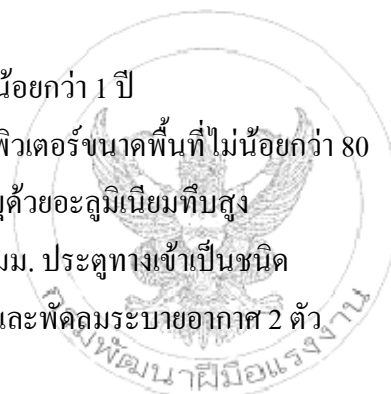 น้อยกว่า 1 ปี
พิวเตอร์ขนาดพื้นที่ไม่น้อยกว่า 80
ุด้วยอะลูมิเนียมทึบสูง
มม. ประตูทางเข้าเป็นชนิด
และพัดลมระบายอากาศ 2 ตัว
กรมพัฒนาฝีมือแรงงาน